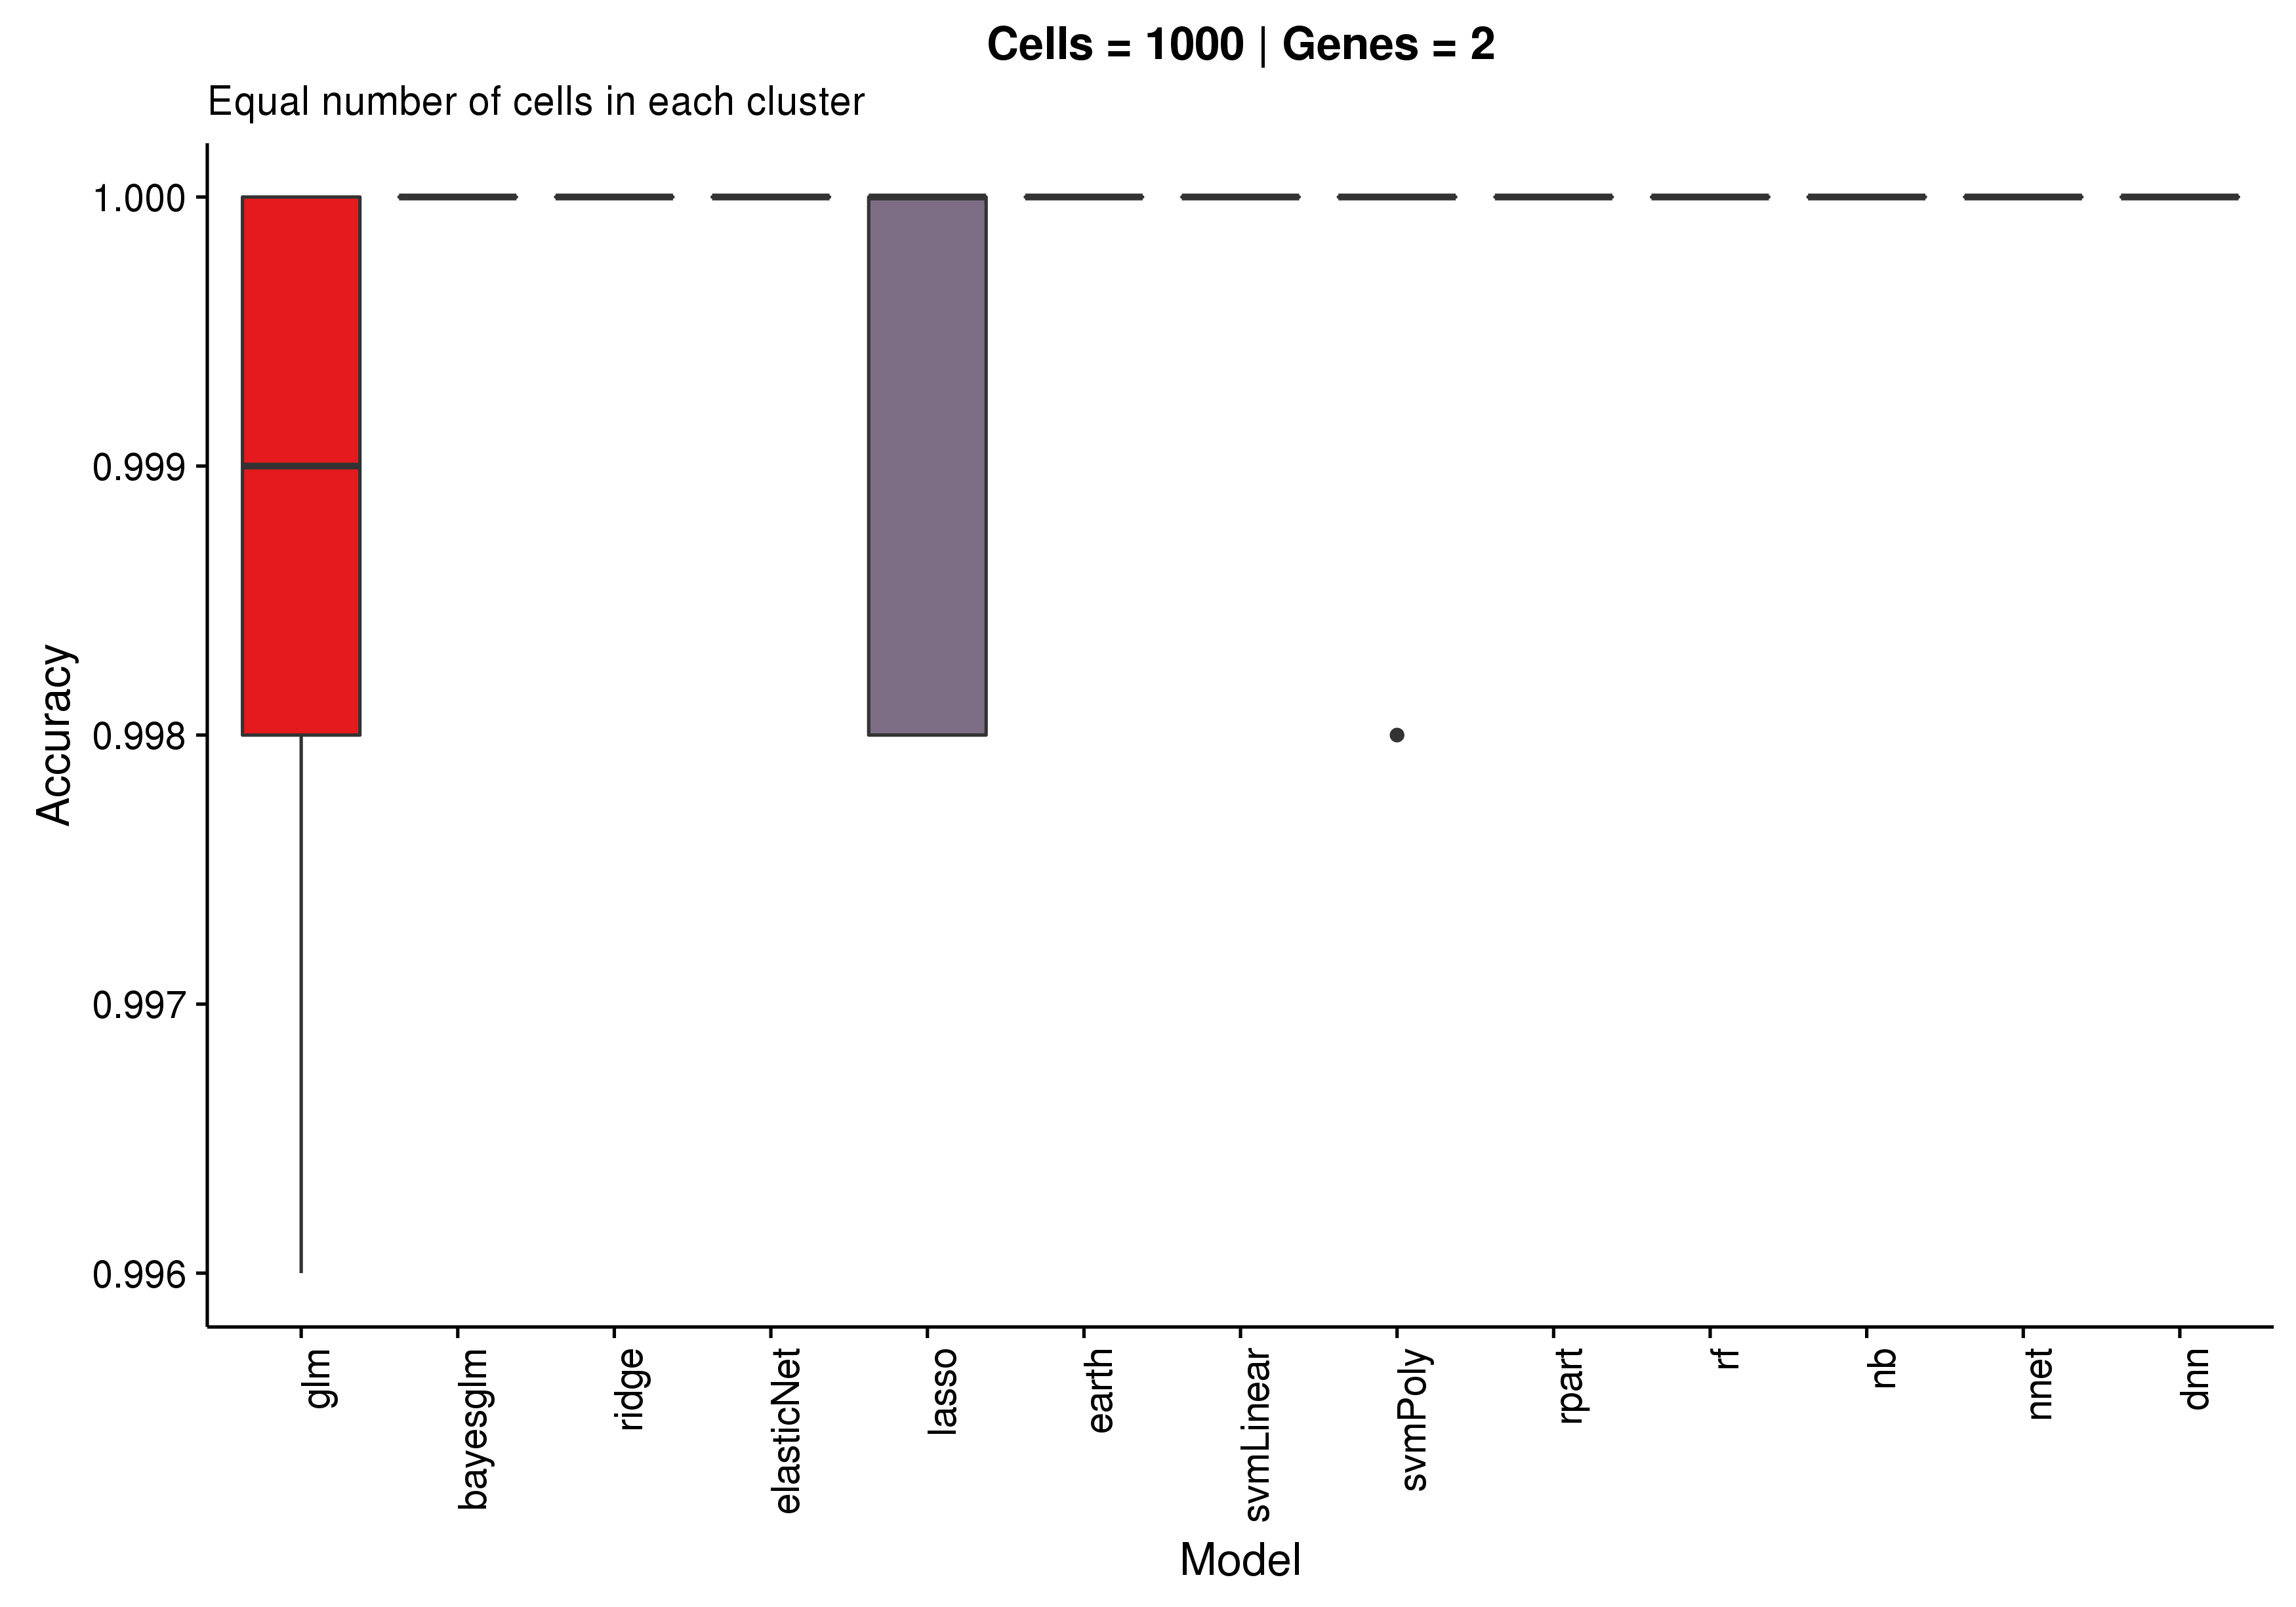 Cells = 1000 | Genes = 2
Equal number of cells in each cluster
Accuracy
1.000
0.999
0.998
0.997
0.996
glm
bayesglm
ridge
elasticNet
lasso
earth
svmLinear
svmPoly
rpart
rf
nb
nnet
dnn
Model